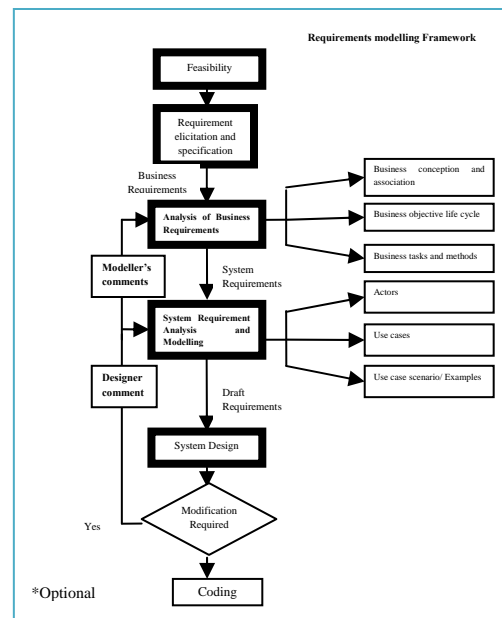 Requirements modelling Framework
Feasibility
Requirement
elicitation and
specification
Business
Requirements
Business conception and
association
Analysis of Business
Requirements
Business objective life cycle
Business tasks and methods
Modeller's
comments
System
Requirements
Actors
System Requirement
Analysis and
Modelling
Use cases
Use case scenario/ Examples
Designer
comment
Draft
Requirements
System Design
Modification
Required
Yes
Coding
*Optional